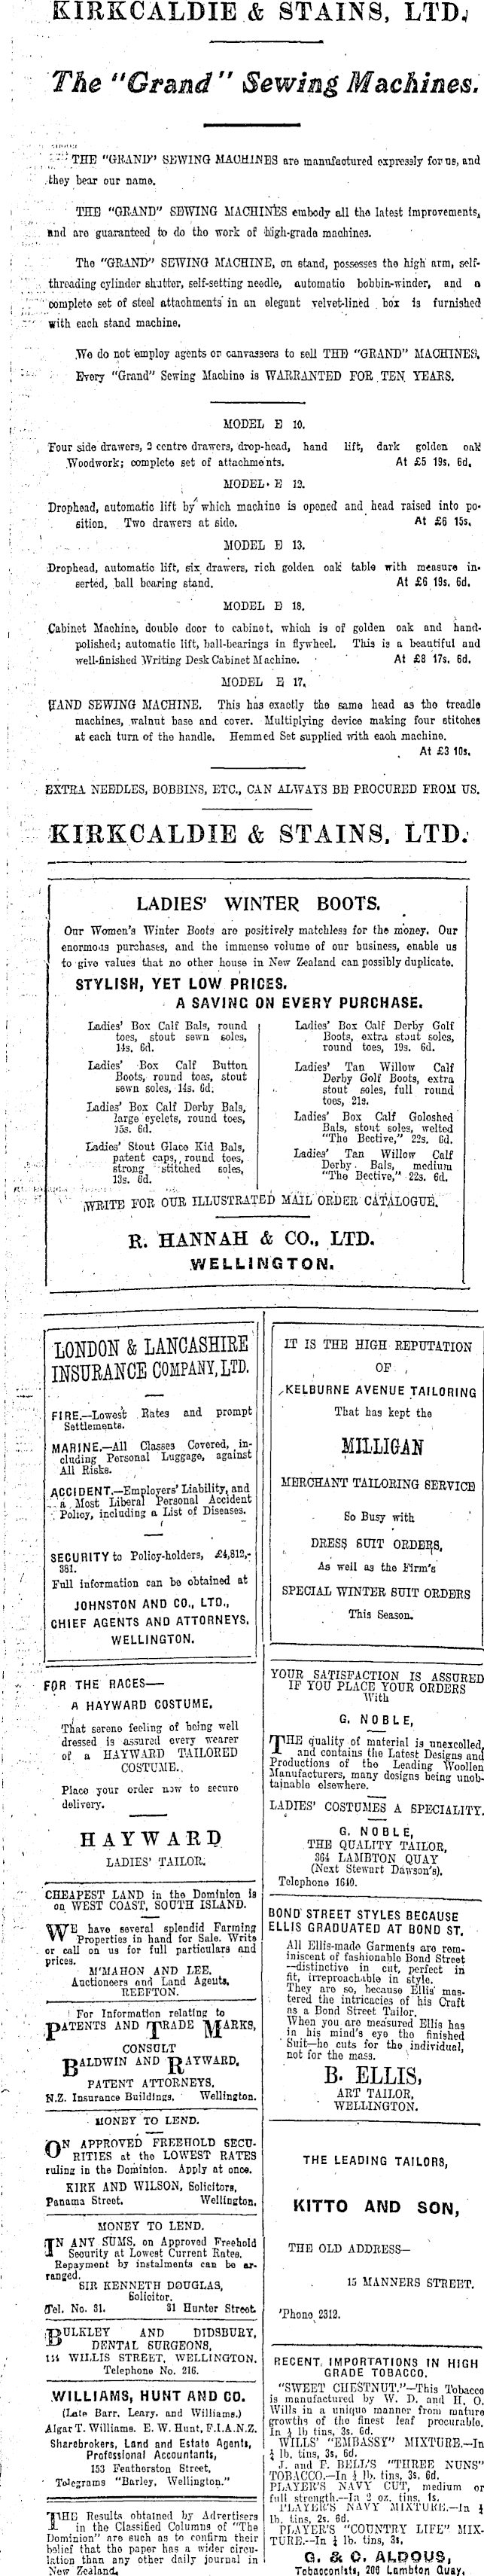 KIRKCALDIE & STAINS, LTD.
The "Grand" Sewing Machines.
THE "GRAND" SEWING MACHINES are manufactured expressly for us, and
they bear our name.
THE "GRAND" SEWING MACHINES embody all the latest improvements,
and are guaranteed to do the work of high-grade machines.
The "GRAND" SEWING MACHINE, on stand, possesses the high arm, self-
threading cylinder shutter, self-setting needle, automatic bobbin-winder, and a
complete set of steel attachments in an elegant velvet-lined box is furnished
with each stand machine.
We do not employ agents or canvassers to sell THE "GRAND" MACHINES.
Every "Grand" Sewing Machine is WARRANTED FOR TEN YEARS.
MODEL E 10.
Four side drawers, 2 centre drawers, drop-head, hand lift, dark golden oak
Woodwork; complete set of attachments. At £5 19s. 6d.
MODEL E 12.
Drophead, automatic lift by which machine is opened and head raised into po-
sition. Two drawers at side. At £6 15s.
MODEL E 13.
Drophead, automatic lift, six drawers, rich golden oak table with measure in-
serted, ball bearing stand. At £6 19s. 6d.
MODEL E 18.
Cabinet Machine, double door to cabinet, which is of golden oak and hand-
polished; automatic lift, ball-bearings in flywheel. This is a beautiful and
well-finished Writing Desk Cabinet Machine. At £8 17s. 6d.
MODEL E 17.
HAND SEWING MACHINE. This has exactly the same head as the treadle
machines, walnut base and cover. Multiplying device making four stitches
at each turn of the handle. Hemmed Set supplied with each machine.
At £3 10s.
EXTRA NEEDLES, BOBBINS, ETC., CAN ALWAYS BE PROCURED FROM US.
KIRKCALDIE & STAINS, LTD.
LADIES' WINTER BOOTS.
Our Women's Winter Boots are positively matchless for the money. Our
enormous purchases, and the immense volume of our business, enable us
to give values that no other house in New Zealand can possibly duplicate.
STYLISH, YET LOW PRICES.
A SAVING ON EVERY PURCHASE.
Ladies' Box Calf Bals, round
toes, stout sewn soles,
14s. 6d.
Ladies' Box Calf Button
Boots, round toes, stout
sewn soles, 14s. 6d.
Ladies' Box Calf Derby Bals,
large eyelets, round toes,
15s. 6d.
Ladies' Stout Glace Kid Bals,
patent caps, round toes,
strong stitched soles,
13s. 6d.
Ladies' Box Calf Derby Golf
Boots, extra stout soles,
round toes, 19s. 6d.
Ladies' Tan Willow Calf
Derby Golf Boots, extra
stout soles, full round
toes, 21s.
Ladies' Box Calf Goloshed
Bals, stout soles, welted
"The Bective," 22s. 6d.
Ladies' Tan Willow Calf
Derby Bals, medium
"The Bective," 22s. 6d.
WRITE FOR OUR ILLUSTRATED MAIL ORDER CATALOGUE.
R. HANNAH & CO., LTD.
WELLINGTON.
LONDON & LANCASHIRE
INSURANCE COMPANY, LTD.
FIRE.—Lowest Rates and prompt
Settlements.
MARINE.—All Classes Covered, in-
cluding Personal Luggage, against
All Risks.
ACCIDENT.—Employers' Liability, and
a Most Liberal Personal Accident
Policy, including a List of Diseases.
SECURITY to Policy-holders, £4,812,-
381.
Full information can be obtained at
JOHNSTON AND CO., LTD.,
CHIEF AGENTS AND ATTORNEYS.
WELLINGTON.
FOR THE RACES—
A HAYWARD COSTUME.
That serene feeling of being well
dressed is assured every wearer
of a HAYWARD TAILORED
COSTUME.
Place your order now to secure
delivery.
HAYWARD
LADIES' TAILOR.
CHEAPEST LAND in the Dominion is
on WEST COAST, SOUTH ISLAND.
WE have several splendid Farming
Properties in hand for Sale. Write
or call on us for full particulars and
prices.
M'MAHON AND LEE,
Auctioneers and Land Agents,
REEFTON.
For Information relating to
PATENTS AND TRADE MARKS,
CONSULT
BALDWIN AND RAYWARD,
PATENT ATTORNEYS.
N.Z. Insurance Buildings. Wellington.
MONEY TO LEND.
ON APPROVED FREEHOLD SECU-
RITIES at the LOWEST RATES
ruling in the Dominion. Apply at once.
KIRK AND WILSON, Solicitors,
Panama Street. Wellington.
MONEY TO LEND.
IN ANY SUMS, on Approved Freehold
Security at Lowest Current Rates.
Repayment by instalments can be ar-
ranged.
SIR KENNETH DOUGLAS,
Solicitor.
Tel. No. 31. 31 Hunter Street.
BULKLEY AND DIDSBURY,
DENTAL SURGEONS,
WILLIS STREET, WELLINGTON.
Telephone No. 216.
WILLIAMS, HUNT AND CO.
(Late Barr, Leary, and Williams.)
Algar T. Williams. E. W. Hunt, F.I.A.N.Z.
Sharebrokers, Land and Estate Agents,
Professional Accountants,
153 Featherston Street,
Telegrams "Barley, Wellington."
THE Results obtained by Advertisers
in the Classified Columns of "The
Dominion" are such as to confirm their
belief that the paper has a wider circu-
lation than any other daily journal in
New Zealand.
IT IS THE HIGH REPUTATION
OF
KELBURNE AVENUE TAILORING
That has kept the
MILLIGAN
MERCHANT TAILORING SERVICE
So Busy with
DRESS SUIT ORDERS,
As well as the Firm's
SPECIAL WINTER SUIT ORDERS
This Season.
YOUR SATISFACTION IS ASSURED
IF YOU PLACE YOUR ORDERS
With
G. NOBLE,
THE quality of material is unexcelled,
and contains the Latest Designs and
Productions of the Leading Woollen
Manufacturers, many designs being unob-
tainable elsewhere.
LADIES' COSTUMES A SPECIALITY.
G. NOBLE,
THE QUALITY TAILOR,
364 LAMBTON QUAY
(Next Stewart Dawson's).
Telephone 1640.
BOND STREET STYLES BECAUSE
ELLIS GRADUATED AT BOND ST.
All Ellis-made Garments are rem-
iniscent of fashionable Bond Street
—distinctive in cut, perfect in
fit, irreproachable in style.
They are so, because Ellis mas-
tered the intricacies of his Craft
as a Bond Street Tailor.
When you are measured Ellis has
in his mind's eye the finished
Suit—he cuts for the individual,
not for the mass.
B. ELLIS,
ART TAILOR,
WELLINGTON.
THE LEADING TAILORS,
KITTO AND SON,
THE OLD ADDRESS—
15 MANNERS STREET.
'Phone 2312.
RECENT IMPORTATIONS IN HIGH
GRADE TOBACCO.
"SWEET CHESTNUT."—This Tobacco
is manufactured by W. D. and H. O.
Wills in a unique manner from mature
growths of the finest leaf procurable.
In ¼ lb tins, 3s. 6d.
WILLS' "EMBASSY" MIXTURE.—In
¼ lb. tins, 3s. 6d.
J. and F. BELL'S "THREE NUNS"
TOBACCO.—In ¼ lb. tins, 3s. 6d.
PLAYER'S NAVY CUT, medium or
full strength.—In 2 oz. tins, 1s.
PLAYER'S NAVY MIXTURE.—In ¼
lb. tins, 2s. 6d.
PLAYER'S "COUNTRY LIFE" MIX-
TURE.—In ¼ lb. tins, 3s.
G. & C. ALDOUS,
Tobacconists, 206 Lambton Quay.